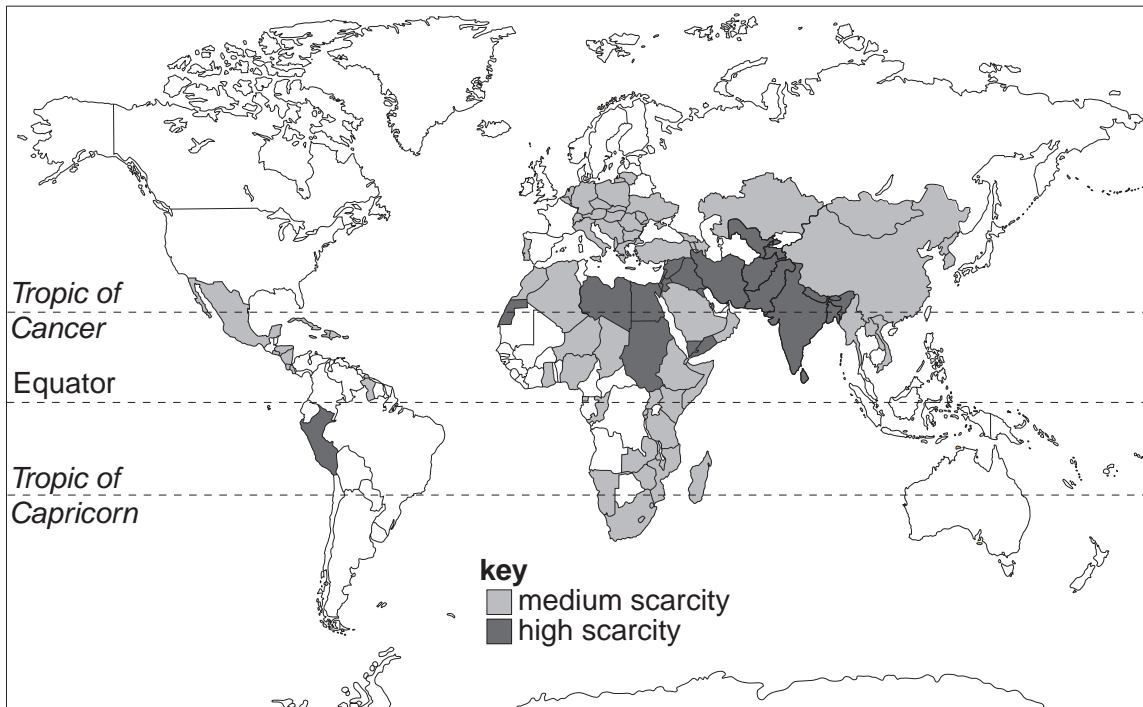 Tropic of
Cancer
Equator
Tropic of
Capricorn
key
medium scarcity
high scarcity